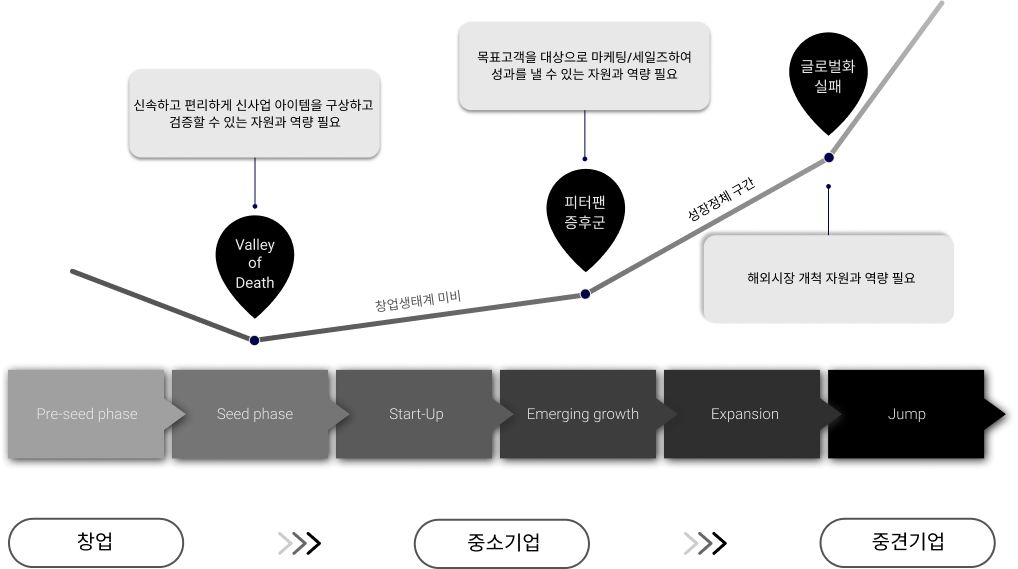 목표고객을 대상으로 마케팅/세일즈하여
성과를 낼 수 있는 자원과 역량 필요
글로벌화
실패
신속하고 편리하게 신사업 아이템을 구상하고
검증할 수 있는 자원과 역량 필요
피터팬
증후군
성장정체 구간
Valley
of
Death
해외시장 개척 자원과 역량 필요
창업생태계 미비
Pre-seed phase
Seed phase
Start-Up
Emerging growth
Expansion
Jump
창업
중소기업
중견기업